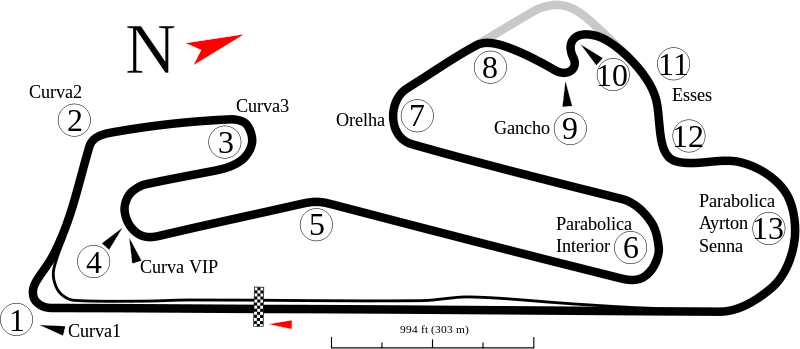 N
Curva2
2
Curva3
3
Orelha
7
8
10
11
Esses
Gancho
9
12
Parabolica
Ayrton
Senna
13
Parabolica
Interior
6
5
4
Curva VIP
1
Curva1
994 ft (303 m)